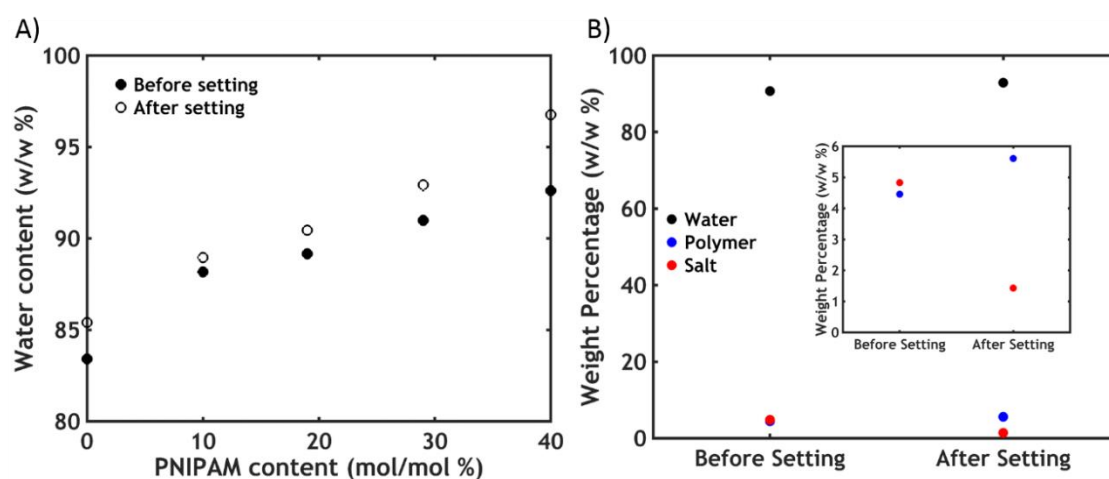 A)
100
95
90
85
80
Water content (w/w %)
Before setting
After setting
0 10 20 30 40
PNIPAM content (mol/mol %)
B)
100
80
60
40
20
0
Weight Percentage (w/w %)
Water
Polymer
Salt
6
5
4
3
2
1
0
Weight Percentage (w/w %)
Before Setting After Setting
Before Setting After Setting